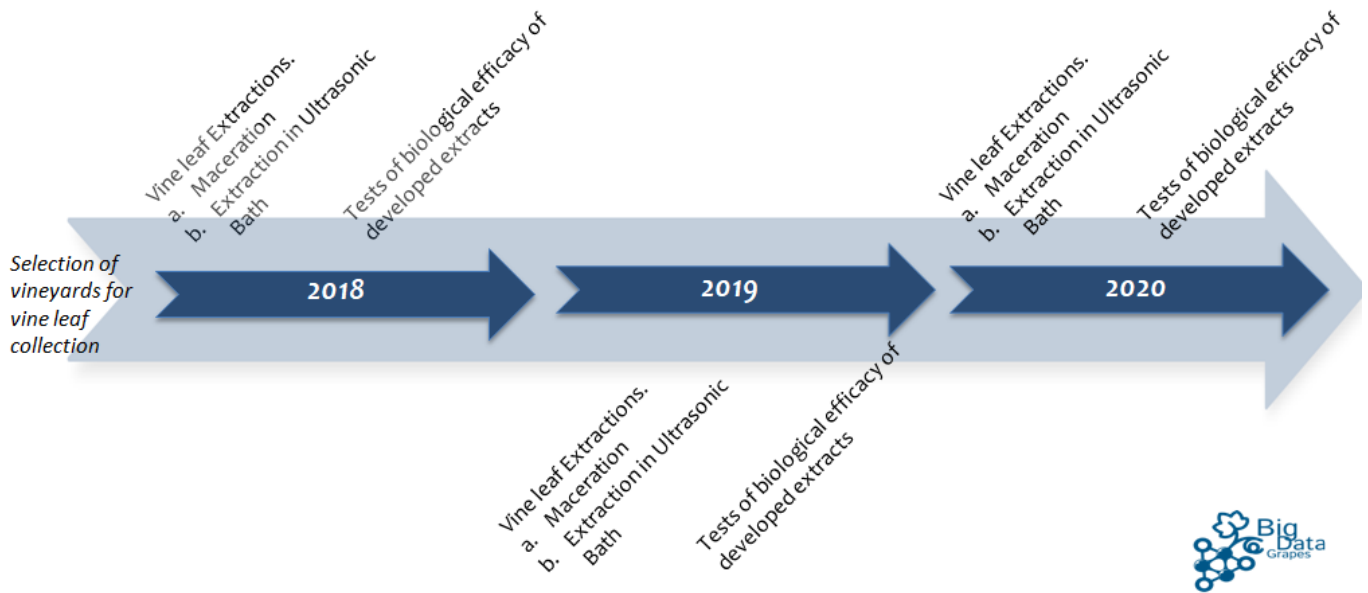 Selection of
vineyards for
vine leaf
collection
Vine leaf Extractions.
a. Maceration
b. Extraction in Ultrasonic
Bath
Tests of biological efficacy of
developed extracts
2018
Vine leaf Extractions.
a. Maceration
b. Extraction in Ultrasonic
Bath
Tests of biological efficacy of
developed extracts
2019
Vine leaf Extractions.
a. Maceration
b. Extraction in Ultrasonic
Bath
Tests of biological efficacy of
developed extracts
2020
Big
Data
Grapes